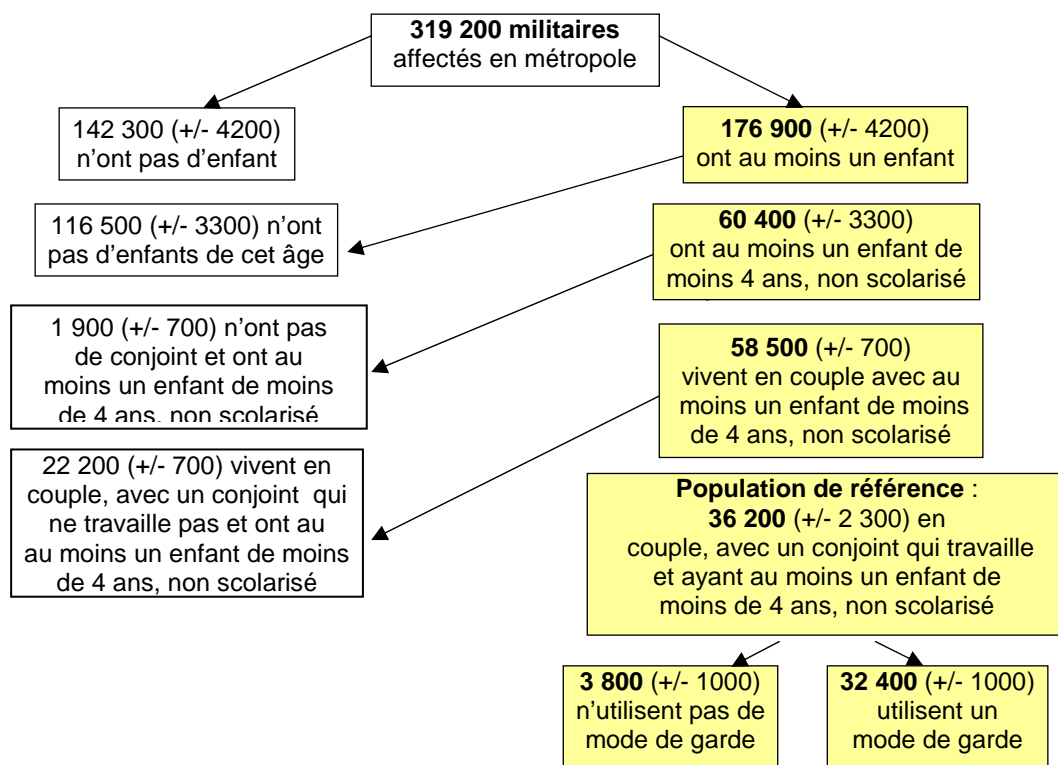 319 200 militaires
affectés en métropole
142 300 (+/- 4200)
n'ont pas d'enfant
176 900 (+/- 4200)
ont au moins un enfant
116 500 (+/- 3300) n'ont
pas d'enfants de cet âge
60 400 (+/- 3300)
ont au moins un enfant de
moins 4 ans, non scolarisé
1 900 (+/- 700) n'ont pas
de conjoint et ont au
moins un enfant de moins
de 4 ans, non scolarisé
58 500 (+/- 700)
vivent en couple avec au
moins un enfant de moins
de 4 ans, non scolarisé
22 200 (+/- 700) vivent en
couple, avec un conjoint qui
ne travaille pas et ont au
au moins un enfant de moins
de 4 ans, non scolarisé
Population de référence :
36 200 (+/- 2 300) en
couple, avec un conjoint qui travaille
et ayant au moins un enfant de
moins de 4 ans, non scolarisé
3 800 (+/- 1000)
n'utilisent pas de
mode de garde
32 400 (+/- 1000)
utilisent un
mode de garde